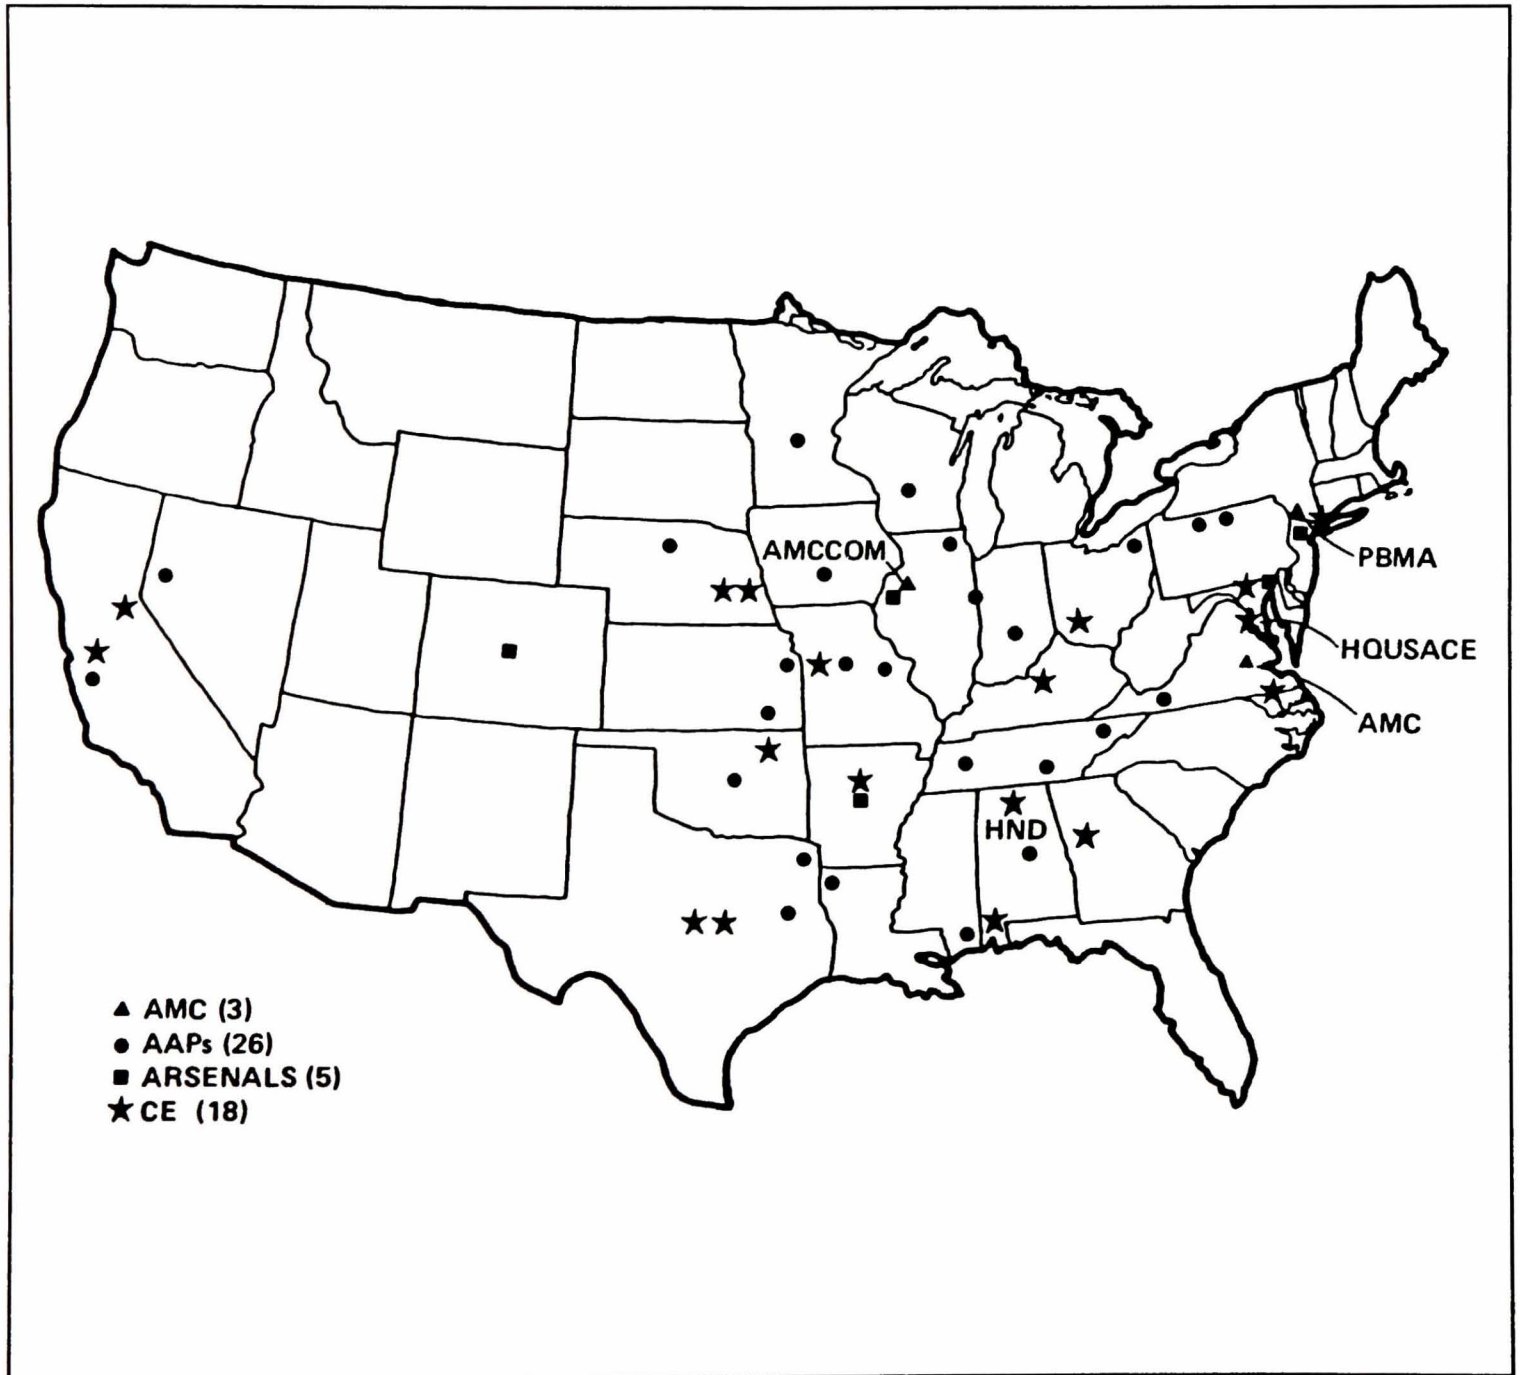 AMCCOM
PBMA
HQUSACE
AMC
HND
▲ AMC (3)
● AAPs (26)
■ ARSENALS (5)
★ CE (18)